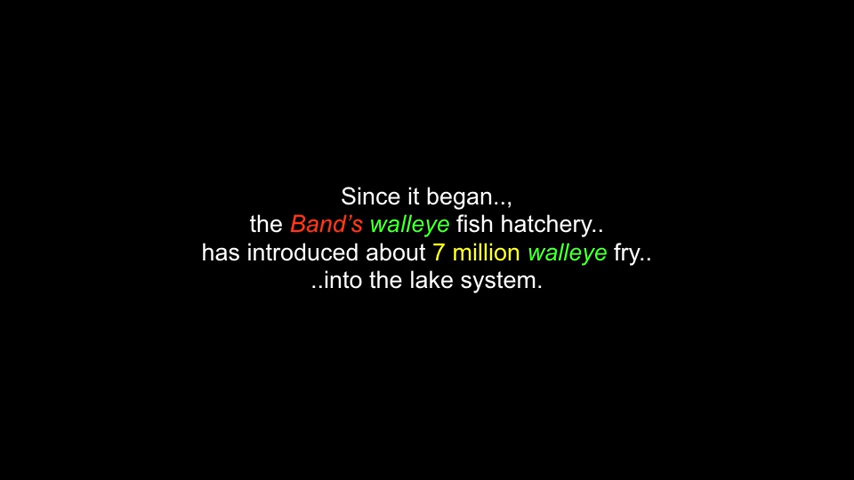 Since it began..,
the Band's walleye fish hatchery..
has introduced about 7 million walleye fry..
..into the lake system.